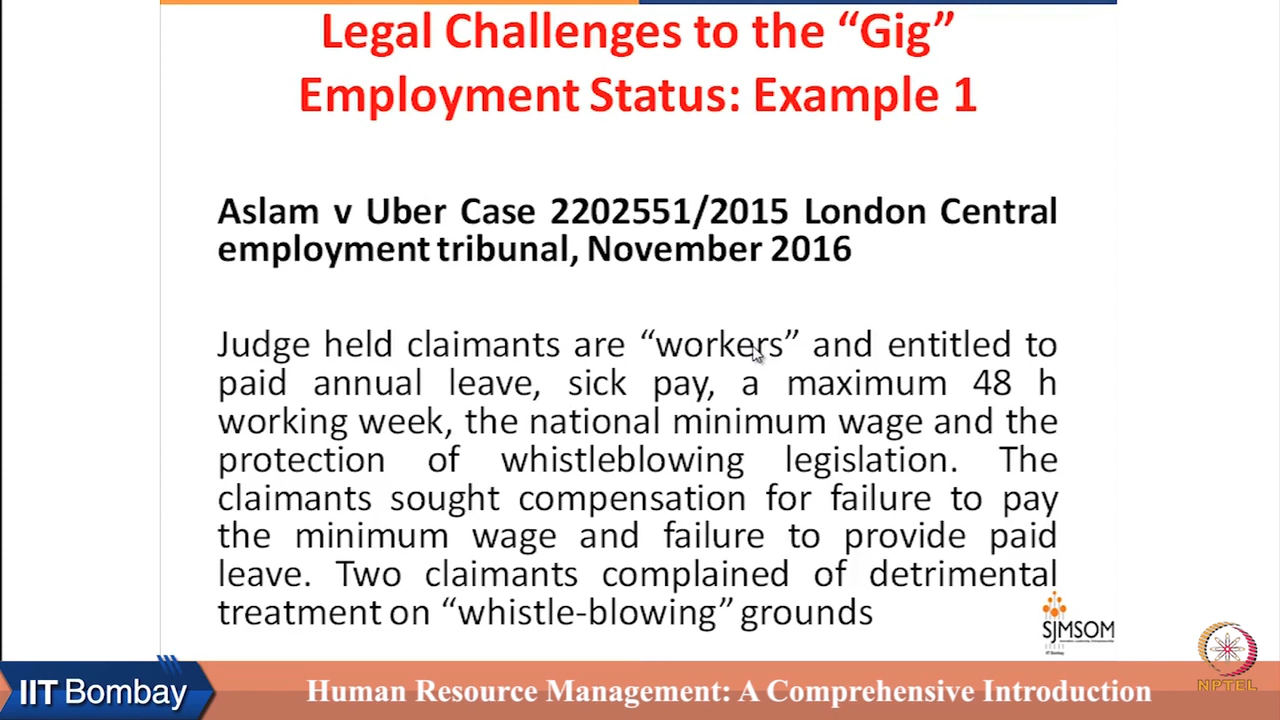 Legal Challenges to the “Gig”
Employment Status: Example 1
Aslam v Uber Case 2202551/2015 London Central
employment tribunal, November 2016
Judge held claimants are “workers” and entitled to
paid annual leave, sick pay, a maximum 48 h
working week, the national minimum wage and the
protection of whistleblowing legislation. The
claimants sought compensation for failure to pay
the minimum wage and failure to provide paid
leave. Two claimants complained of detrimental
treatment on “whistle-blowing” grounds
SJMSOM
IIT Bombay
NPTEL
IIT Bombay
Human Resource Management: A Comprehensive Introduction